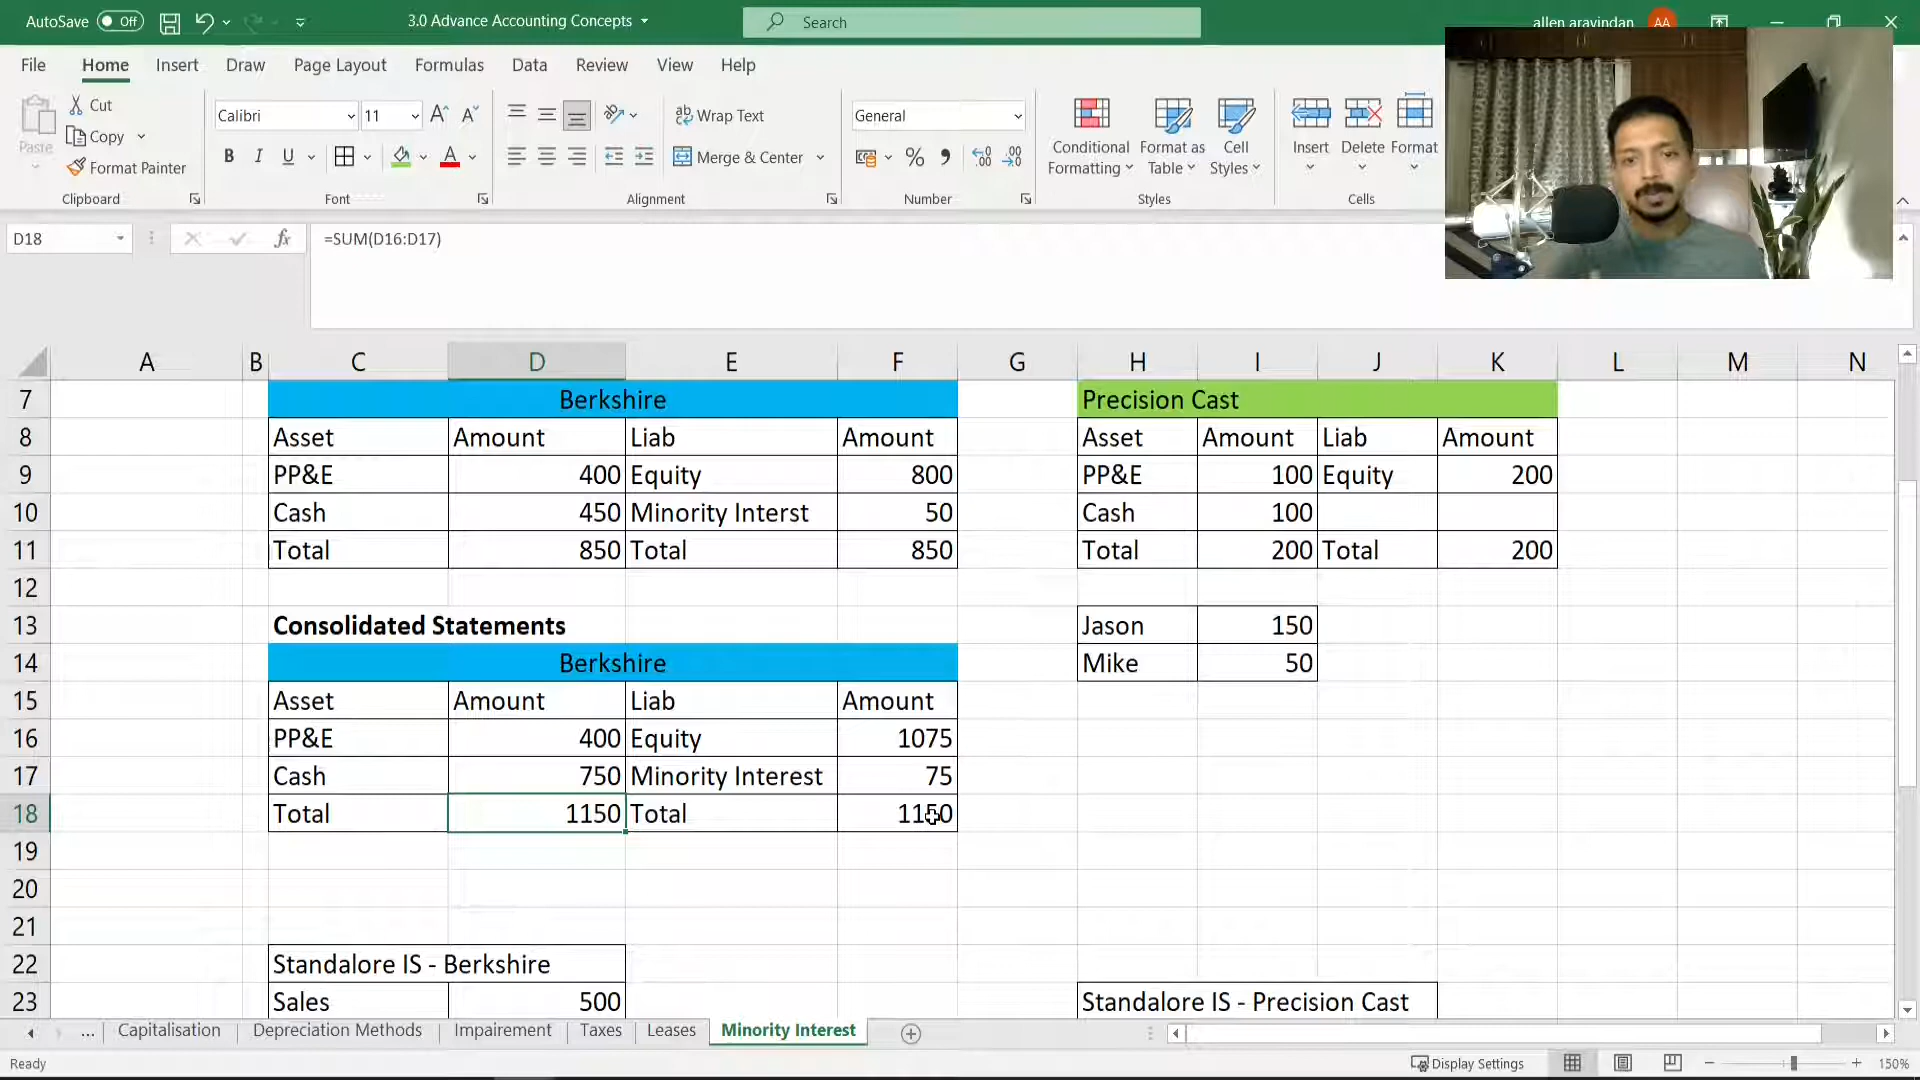 AutoSave Off 3.0 Advance Accounting Concepts Search allen aravindan AA
File Home Insert Draw Page Layout Formulas Data Review View Help
Paste Cut
Copy
Format Painter
Calibri 11
B I U A
Wrap Text
Merge & Center
General
Conditional Formatting
Format as Table
Cell Styles
Insert Delete Format
Clipboard Font Alignment Number Styles Cells
D18 fx =SUM(D16:D17)
A B C D E F G H I J K L M N
7 Berkshire Precision Cast
8 Asset Amount Liab Amount Asset Amount Liab Amount
9 PP&E 400 Equity 800 PP&E 100 Equity 200
10 Cash 450 Minority Interst 50 Cash 100
11 Total 850 Total 850 Total 200 Total 200
12
13 Consolidated Statements Jason 150
14 Berkshire Mike 50
15 Asset Amount Liab Amount
16 PP&E 400 Equity 1075
17 Cash 750 Minority Interest 75
18 Total 1150 Total 1150
19
20
21
22 Standalore IS - Berkshire
23 Sales 500 Standalore IS - Precision Cast
... Capitalisation Depreciation Methods Impairement Taxes Leases Minority Interest
Ready Display Settings 150%